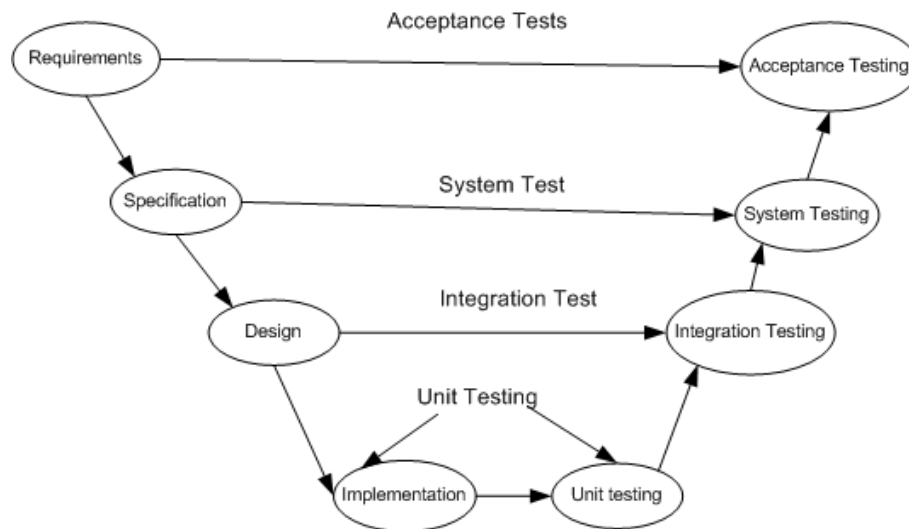 Acceptance Tests
Requirements
Acceptance Testing
System Test
Specification
System Testing
Integration Test
Design
Integration Testing
Unit Testing
Implementation
Unit testing